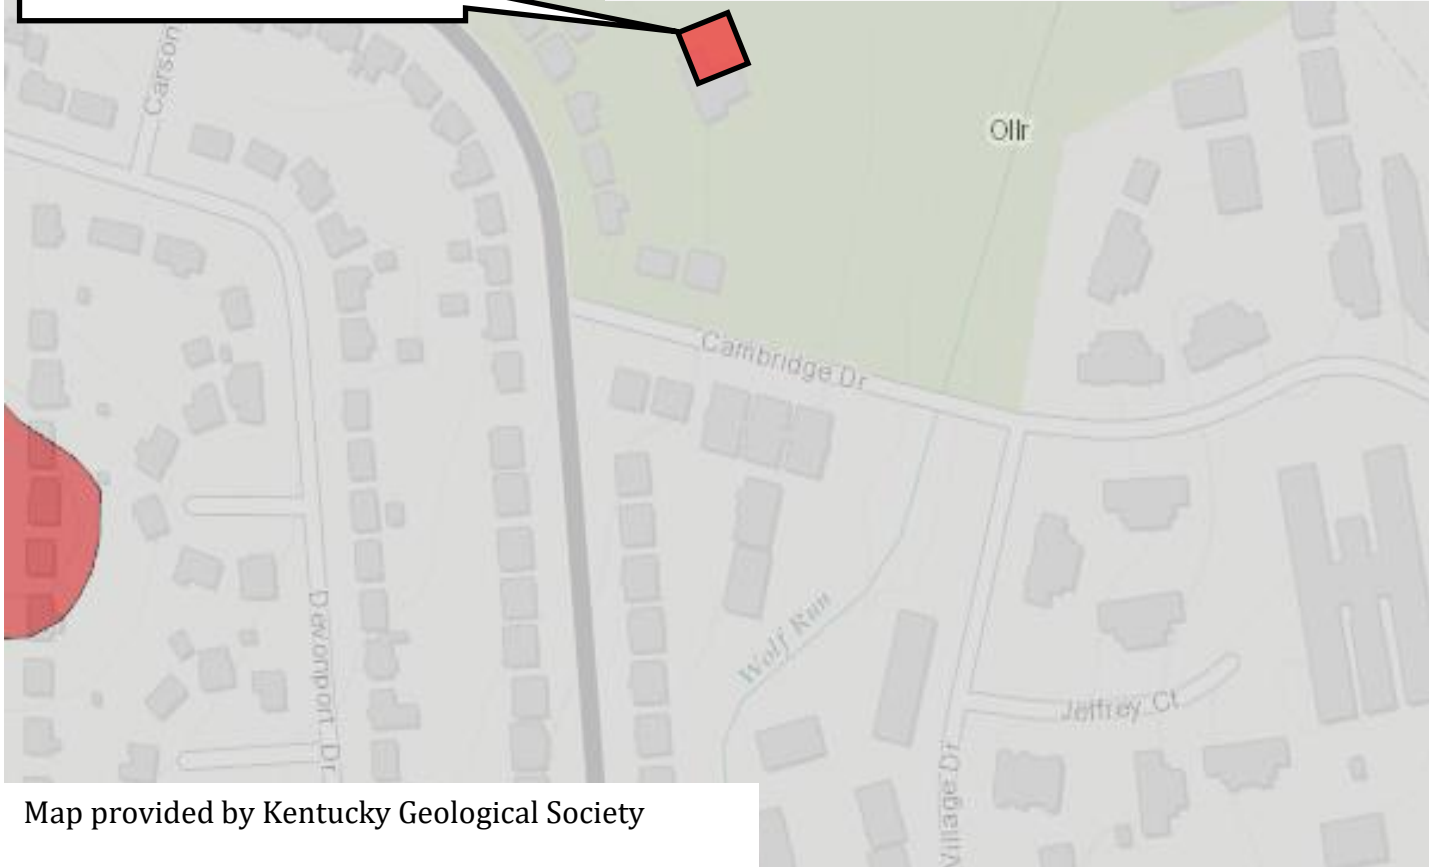 Carson
Ollr
Cambridge Dr
Devonport Dr
Wolf Run
Jeffrey Ct
Village Dr
Map provided by Kentucky Geological Society